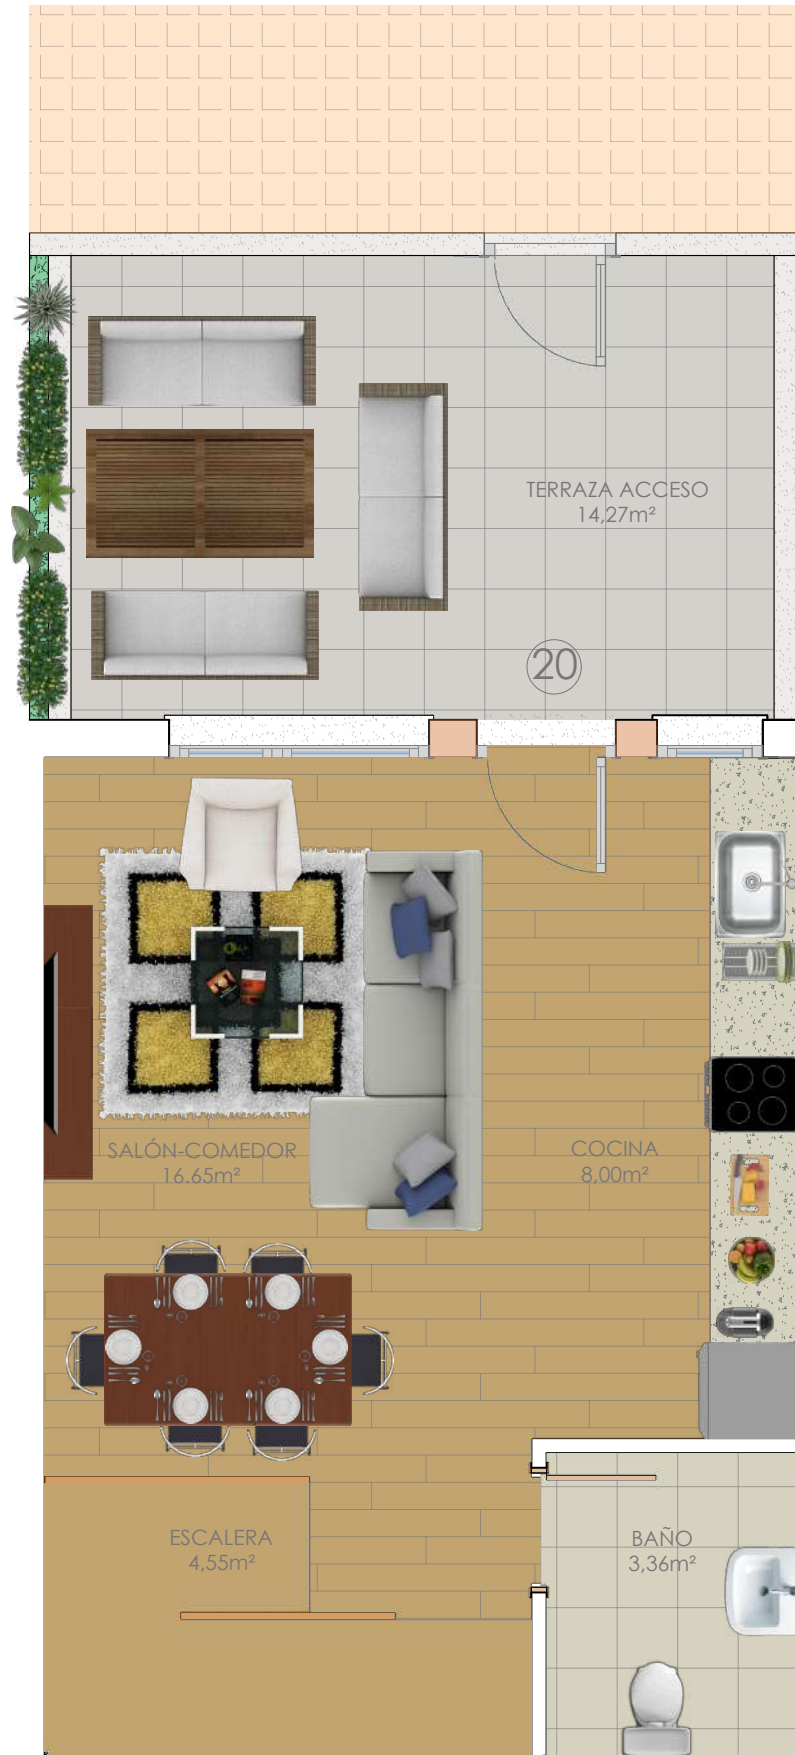 TERRAZA ACCESO
14,27m²
20
SALÓN-COMEDOR
16.65m²
COCINA
8,00m²
ESCALERA
4,55m²
BAÑO
3,36m²